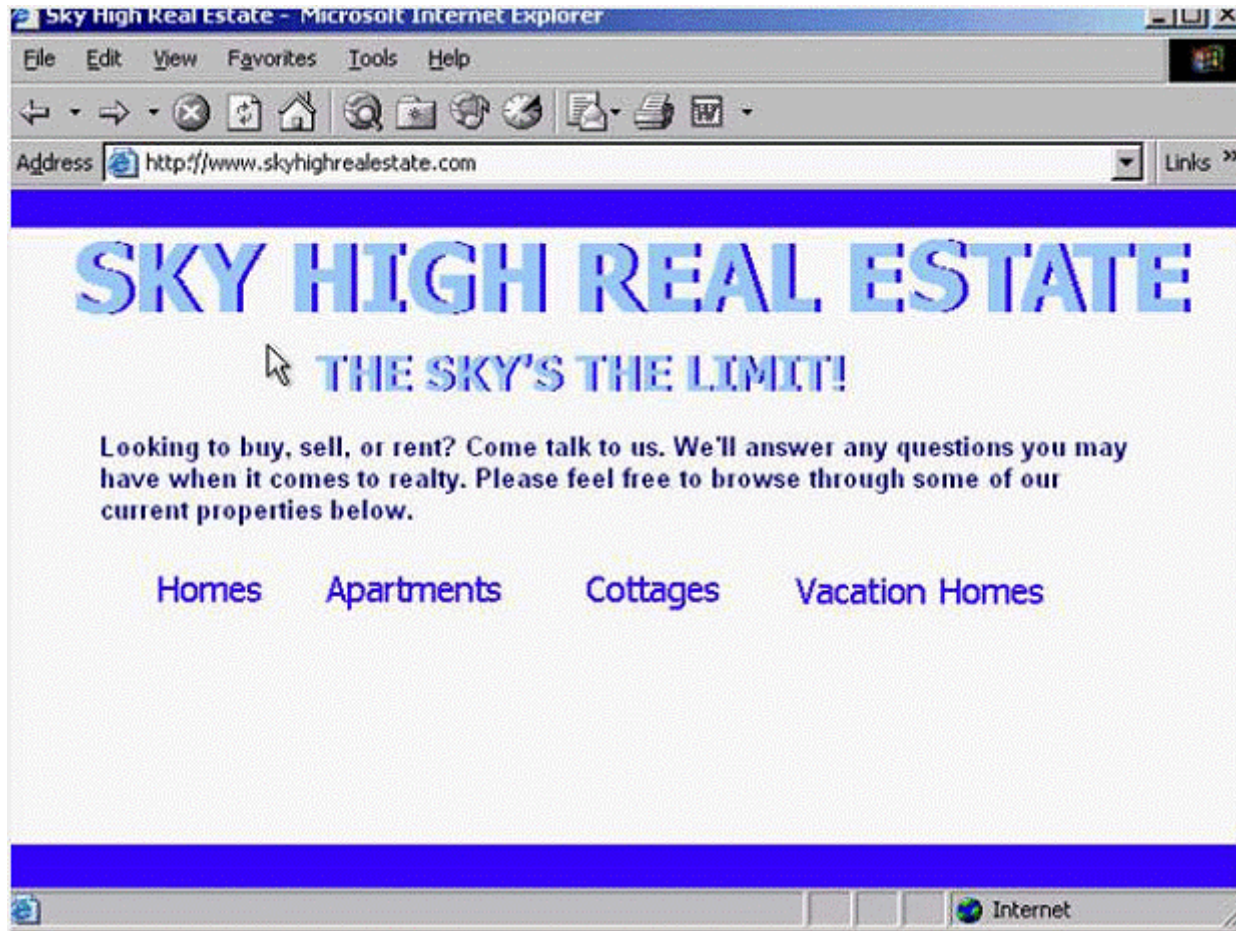 Sky High Real Estate - Microsoft Internet Explorer
File Edit View Favorites Tools Help
Address http://www.skyhighrealestate.com Links »
SKY HIGH REAL ESTATE
THE SKY'S THE LIMIT!
Looking to buy, sell, or rent? Come talk to us. We'll answer any questions you may
have when it comes to realty. Please feel free to browse through some of our
current properties below.
Homes Apartments Cottages Vacation Homes
Internet